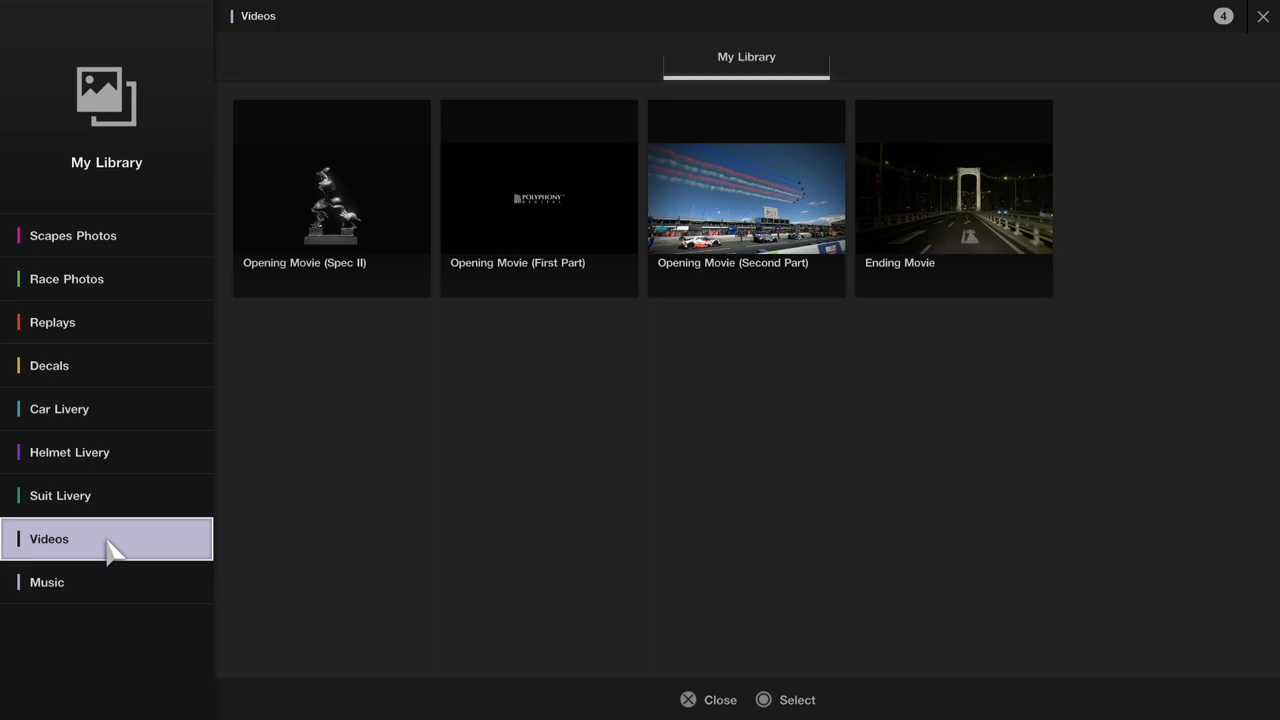 Videos
4
My Library
My Library
POLYPHONY
DIGITAL
Opening Movie (Spec II)
Opening Movie (First Part)
Opening Movie (Second Part)
Ending Movie
Scapes Photos
Race Photos
Replays
Decals
Car Livery
Helmet Livery
Suit Livery
Videos
Music
Close
Select